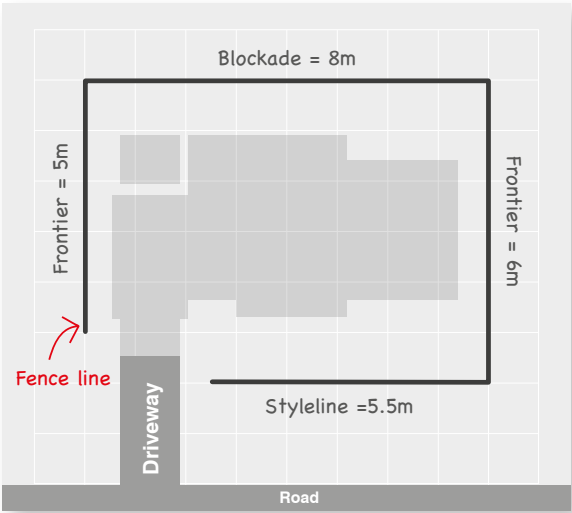 Blockade = 8m
Frontier = 5m
Frontier = 6m
Fence line
Styleline =5.5m
Driveway
Road